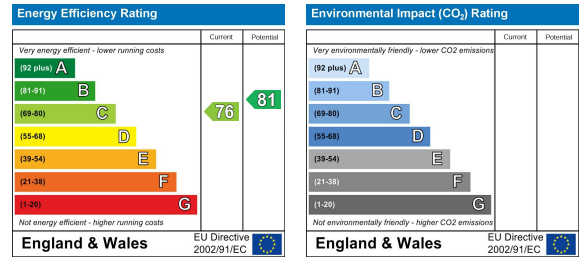 Energy Efficiency Rating
Current Potential
Very energy efficient - lower running costs
(92 plus) A
(81-91) B
(69-80) C
(55-68) D
(39-54) E
(21-38) F
(1-20) G
76
81
Not energy efficient - higher running costs
England & Wales
EU Directive
2002/91/EC
Environmental Impact (CO₂) Rating
Current Potential
Very environmentally friendly - lower CO2 emissions
(92 plus) A
(81-91) B
(69-80) C
(55-68) D
(39-54) E
(21-38) F
(1-20) G
Not environmentally friendly - higher CO2 emissions
England & Wales
EU Directive
2002/91/EC